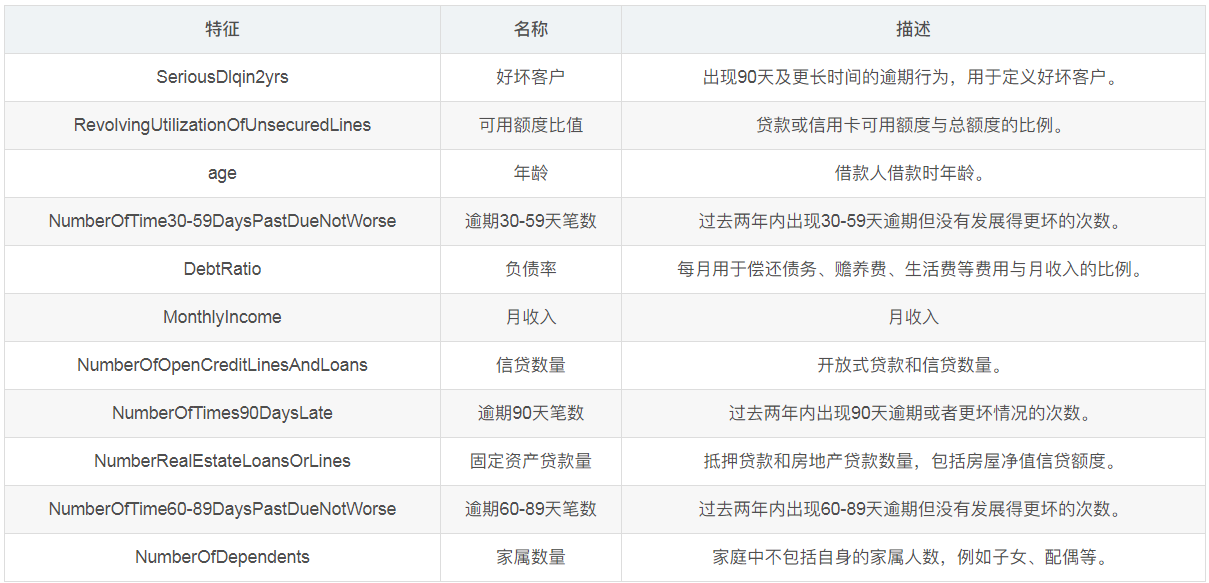 特征 名称 描述
SeriousDlqin2yrs 好坏客户 出现90天及更长时间的逾期行为，用于定义好坏客户。
RevolvingUtilizationOfUnsecuredLines 可用额度比值 贷款或信用卡可用额度与总额度的比例。
age 年龄 借款人借款时年龄。
NumberOfTime30-59DaysPastDueNotWorse 逾期30-59天笔数 过去两年内出现30-59天逾期但没有发展得更坏的次数。
DebtRatio 负债率 每月用于偿还债务、赡养费、生活费等费用与月收入的比例。
MonthlyIncome 月收入 月收入
NumberOfOpenCreditLinesAndLoans 信贷数量 开放式贷款和信贷数量。
NumberOfTimes90DaysLate 逾期90天笔数 过去两年内出现90天逾期或者更坏情况的次数。
NumberRealEstateLoansOrLines 固定资产贷款量 抵押贷款和房地产贷款数量，包括房屋净值信贷额度。
NumberOfTime60-89DaysPastDueNotWorse 逾期60-89天笔数 过去两年内出现60-89天逾期但没有发展得更坏的次数。
NumberOfDependents 家属数量 家庭中不包括自身的家属人数，例如子女、配偶等。